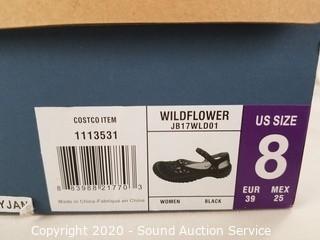 COSTCO ITEM
1113531
8 83988 21770 3
Made in China-Fabriqué en China
WILDFLOWER
JB17WLD01
WOMEN
BLACK
US SIZE
8
EUR
39
MEX
25
YJAN
Copyright 2020 - Sound Auction Service